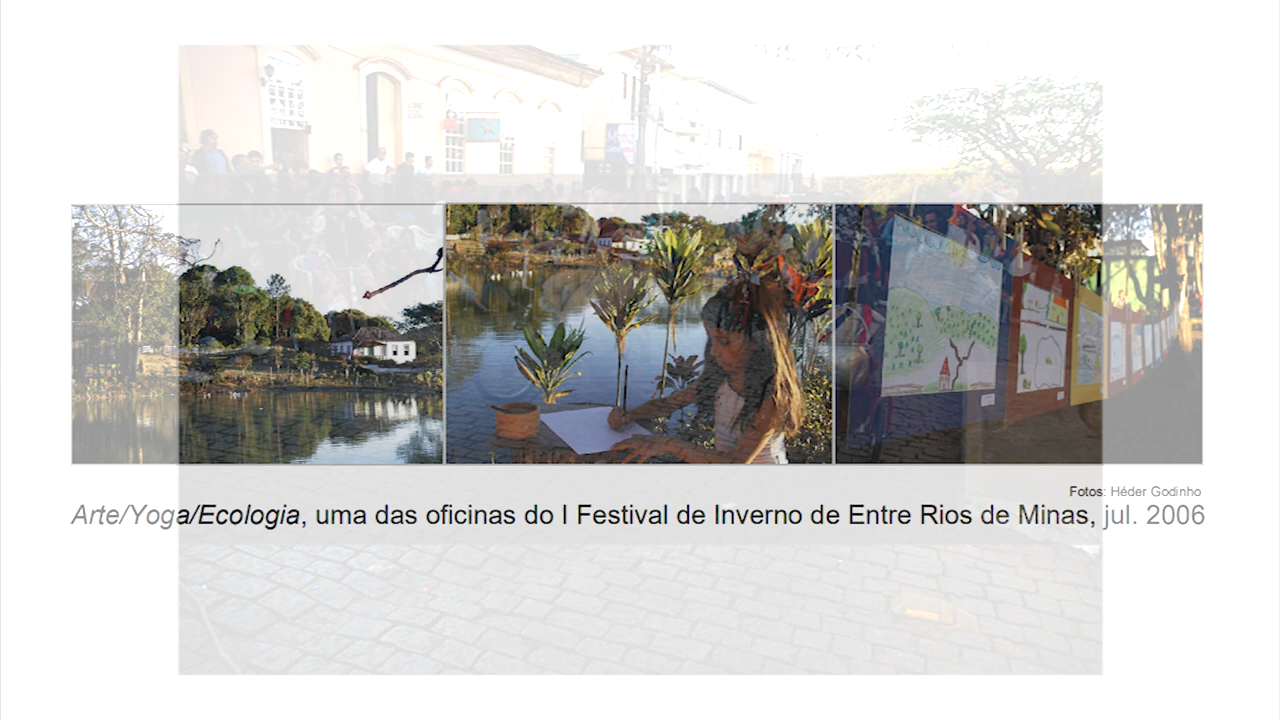 Fotos: Héder Godinho
Arte/Yoga/Ecologia, uma das oficinas do I Festival de Inverno de Entre Rios de Minas, jul. 2006